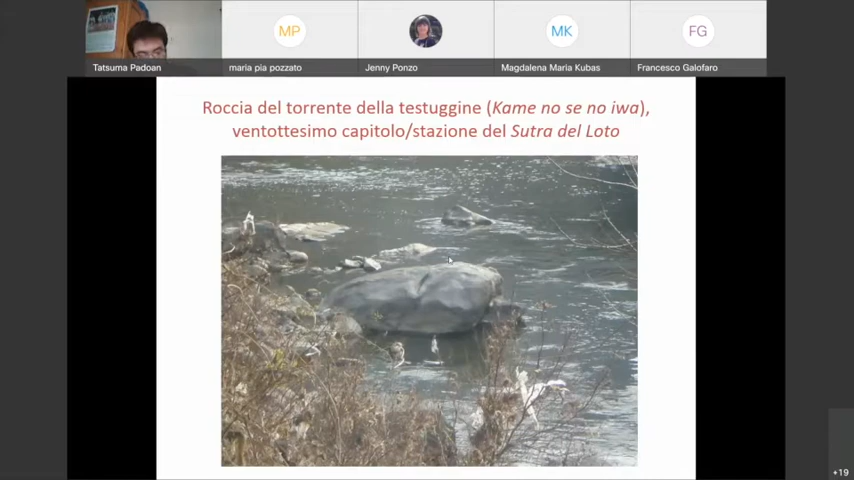 MP
MK
FG
Tatsuma Padoan
maria pia pozzato
Jenny Ponzo
Magdalena Maria Kubas
Francesco Galofaro
Roccia del torrente della testuggine (Kame no se no iwa),
ventottesimo capitolo/stazione del Sutra del Loto
+19